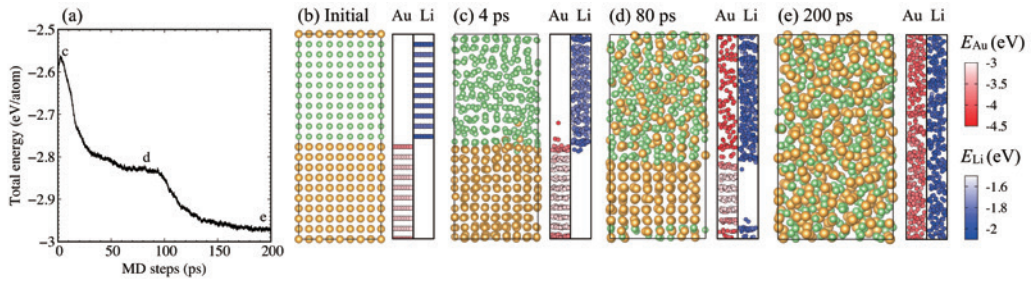 (a)
Total energy (eV/atom)
−2.5
−2.6
−2.7
−2.8
−2.9
−3
c
d
e
0
50
100
150
200
MD steps (ps)
(b) Initial
Au
Li
(c) 4 ps
Au
Li
(d) 80 ps
Au
Li
(e) 200 ps
Au
Li
E_Au (eV)
−3
−3.5
−4
−4.5
E_Li (eV)
−1.6
−1.8
−2